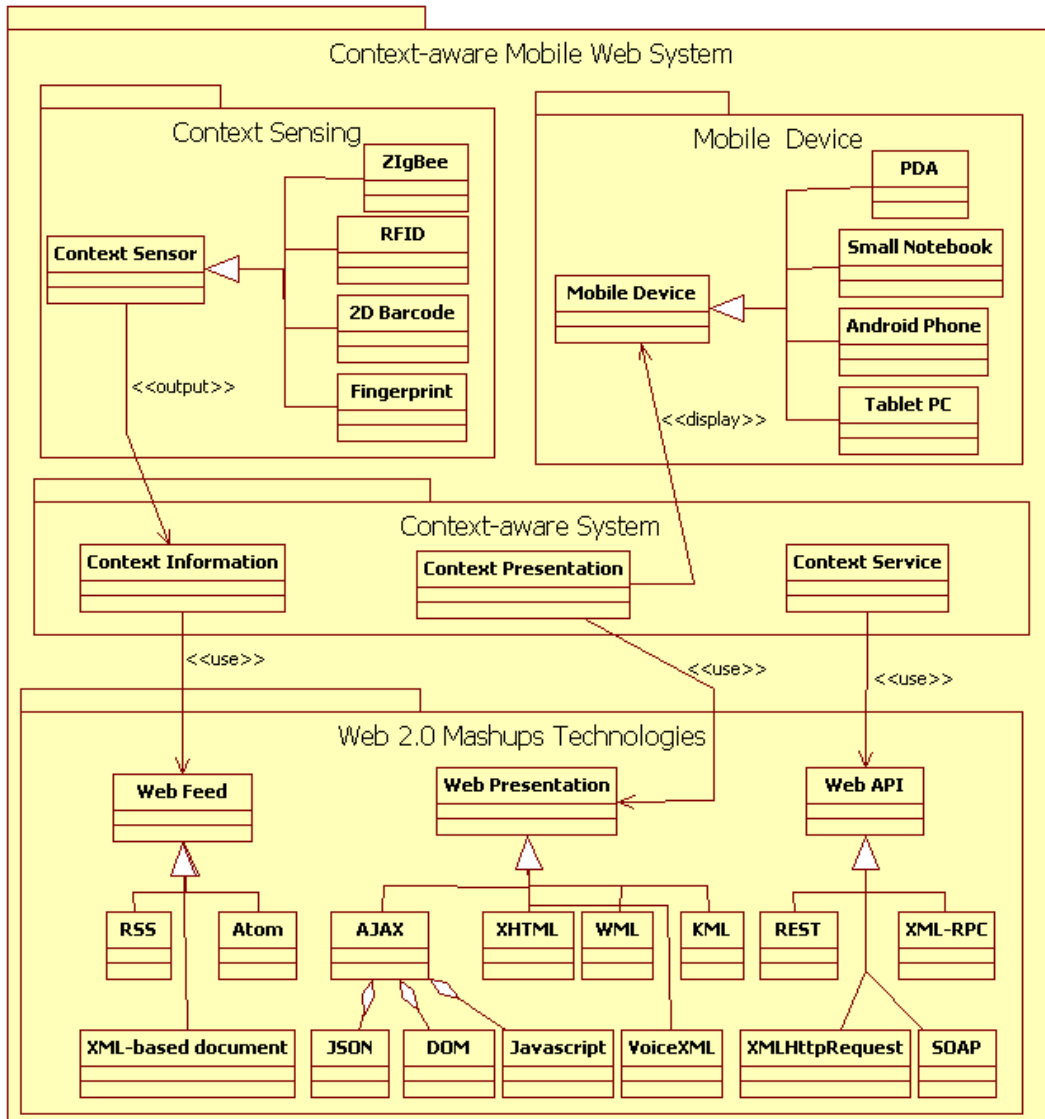 Context-aware Mobile Web System
Context Sensing
ZIgBee
RFID
Context Sensor
2D Barcode
Fingerprint
<<output>>
Mobile Device
PDA
Small Notebook
Mobile Device
Android Phone
Tablet PC
<<display>>
Context-aware System
Context Information
Context Presentation
Context Service
<<use>>
<<use>>
<<use>>
Web 2.0 Mashups Technologies
Web Feed
Web Presentation
Web API
RSS
Atom
AJAX
XHTML
WML
KML
REST
XML-RPC
XML-based document
JSON
DOM
Javascript
VoiceXML
XMLHttpRequest
SOAP